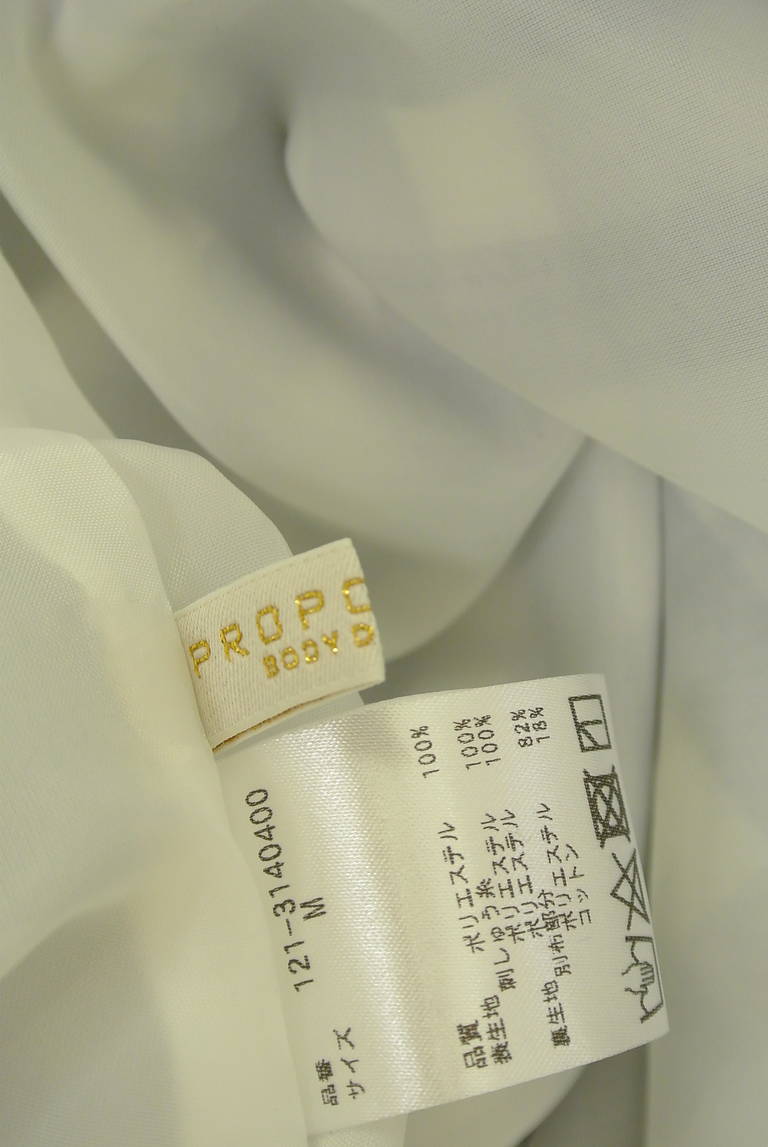 PROPO
BODY D
品番 121-3140400
サイズ M
品質
表生地 ポリエステル 100%
刺しゅう糸
ポリエステル 100%
ポリエステル 100%
裏生地
別布部分
ポリエステル 82%
コットン 18%